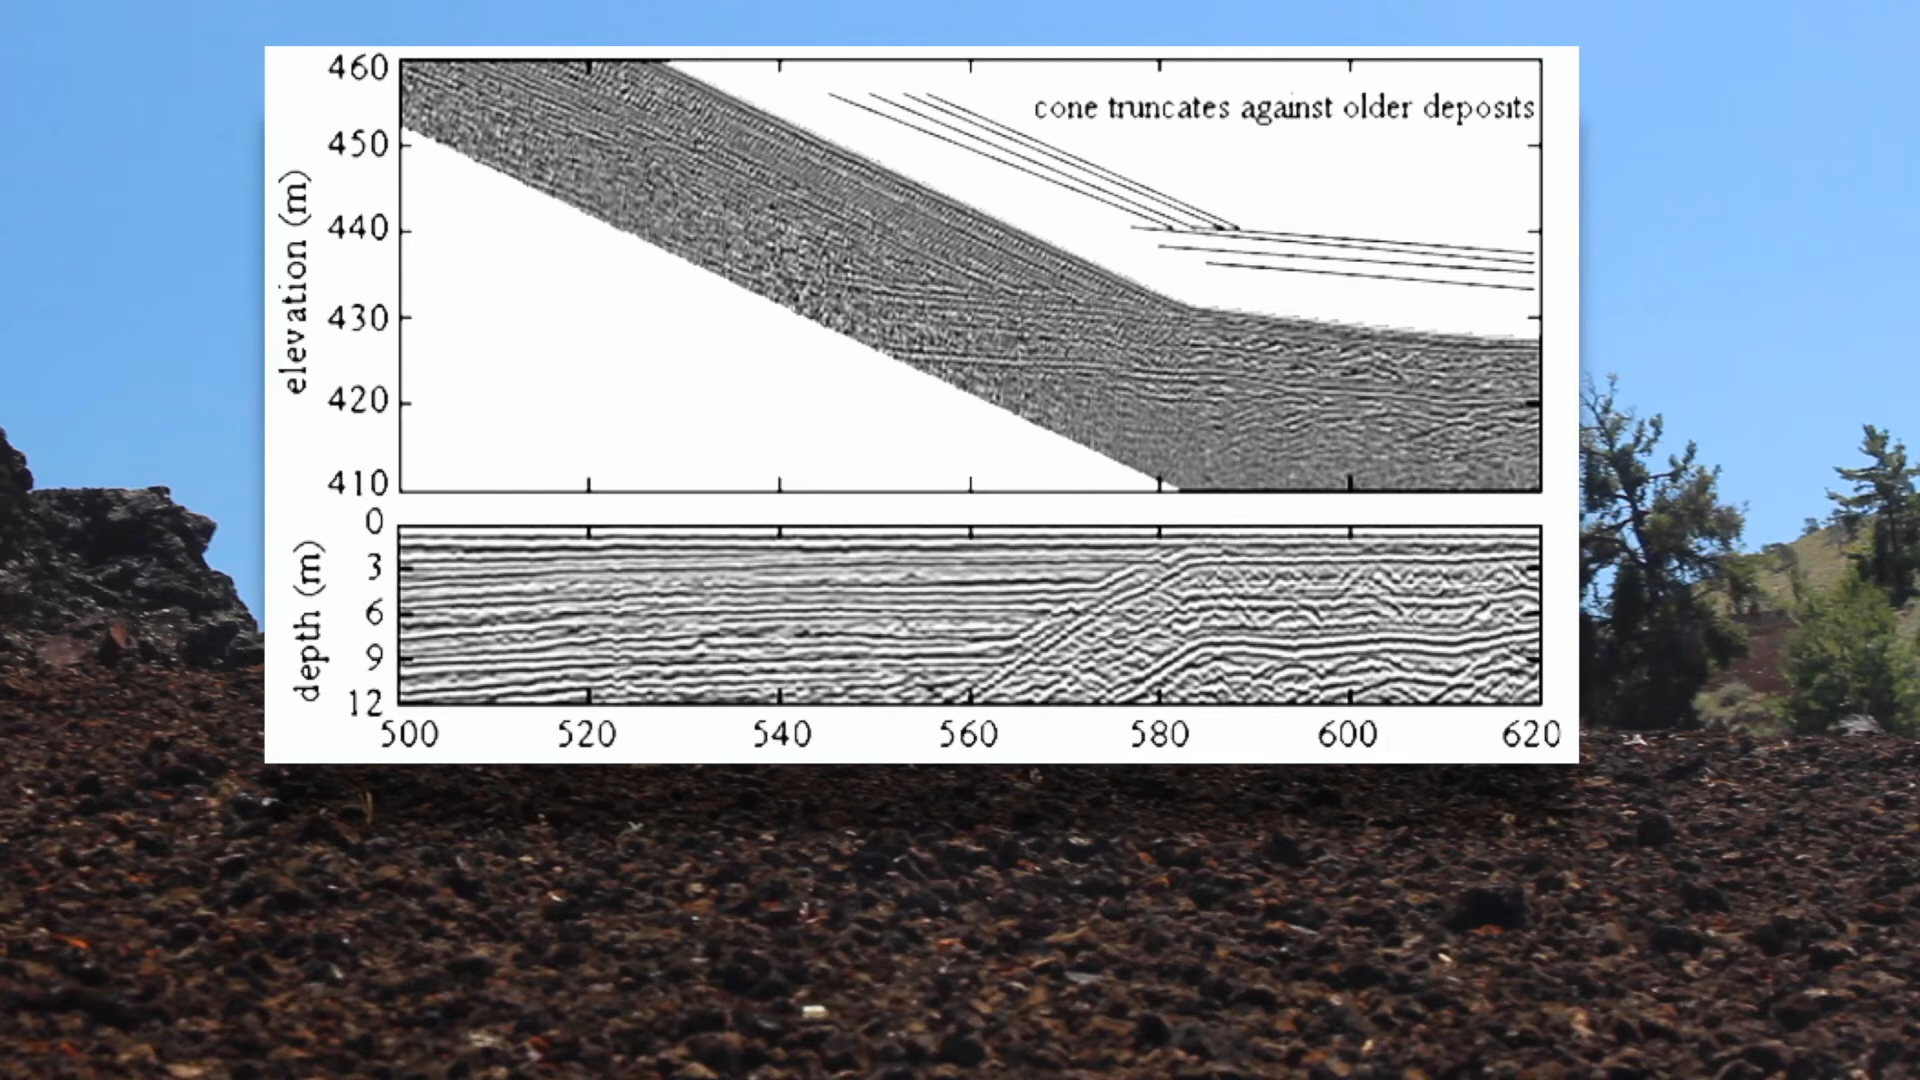 460
cone truncates against older deposits
450
440
430
420
410
elevation (m)
0
3
6
9
12
depth (m)
500 520 540 560 580 600 620